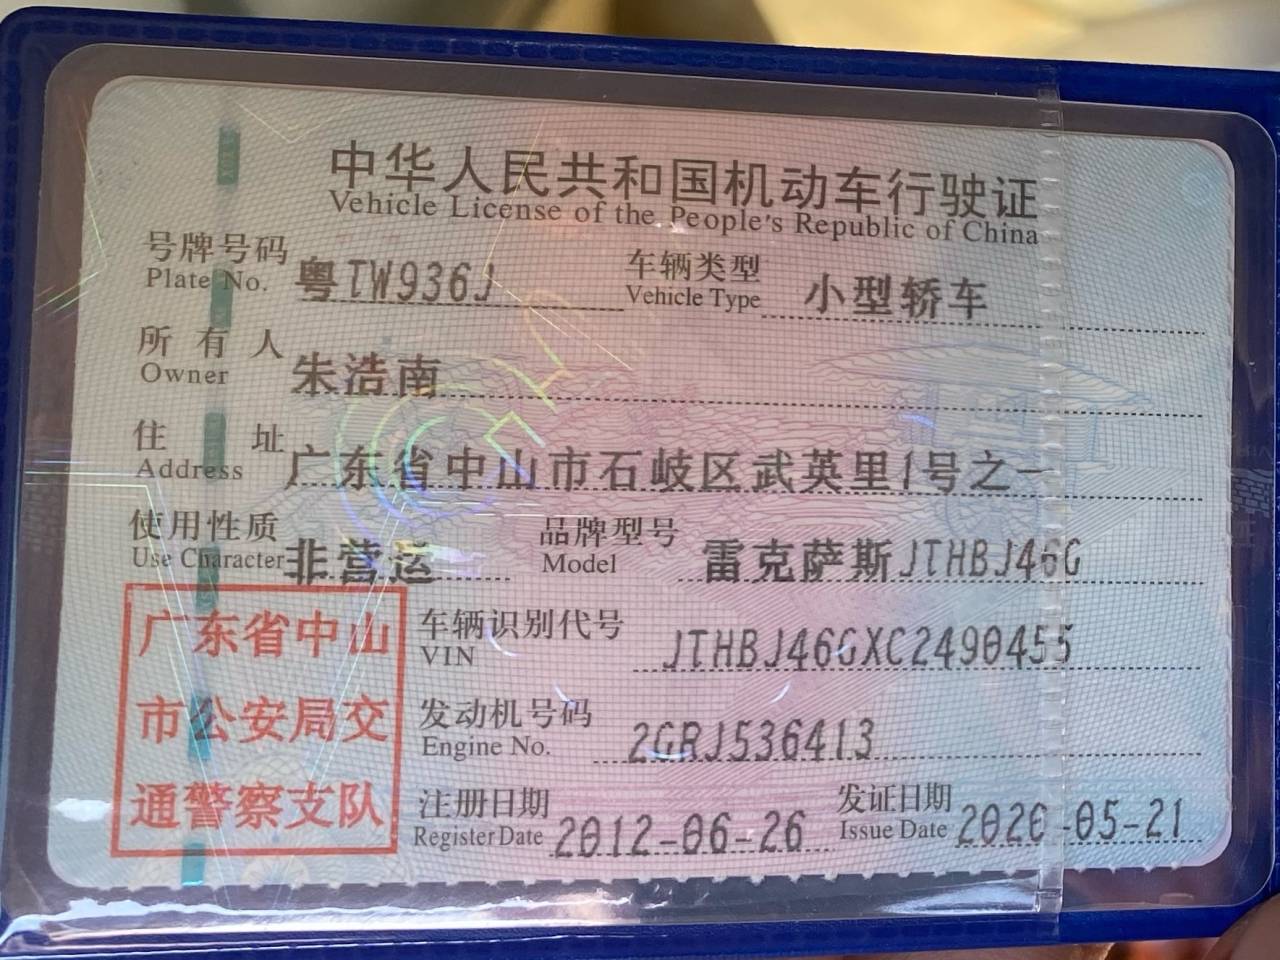 中华人民共和国机动车行驶证
Vehicle License of the People's Republic of China
号牌号码 粤TW936J 车辆类型 小型轿车
Plate No. Vehicle Type
所有人 朱浩南
Owner
住址 广东省中山市石岐区武英里1号之一
Address
使用性质 非营运 品牌型号 雷克萨斯JTHBJ46G
Use Character Model
广东省中山
市公安局交
通警察支队
车辆识别代号 JTHBJ46GXC2490455
VIN
发动机号码 2GRJ536413
Engine No.
注册日期 2012-06-26 发证日期 2020-05-21
Register Date Issue Date